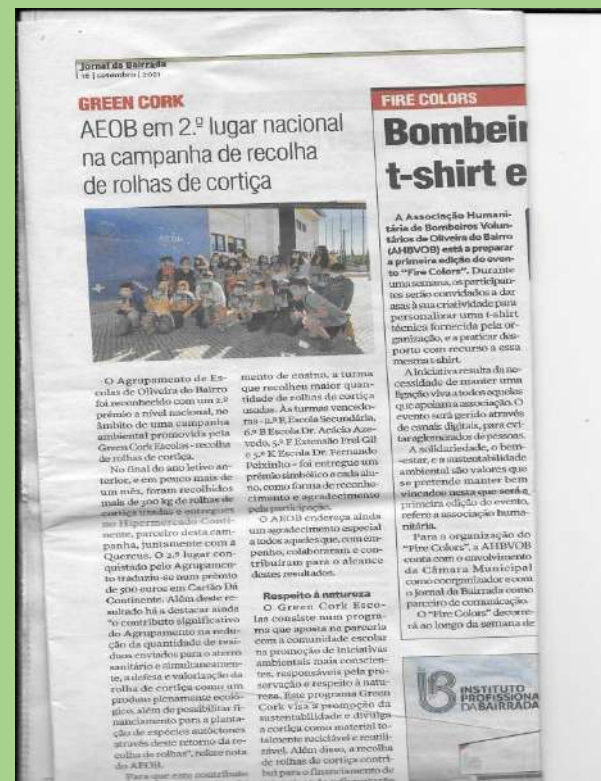 Jornal da Bairrada
16 | setembro | 2021
GREEN CORK
AEOB em 2.º lugar nacional
na campanha de recolha
de rolhas de cortiça
O Agrupamento de Es-
colas de Oliveira do Bairro
foi reconhecido com um 2.º
prémio a nível nacional, no
âmbito de uma campanha
ambiental promovida pela
Green Cork Escolas - recolha
de rolhas de cortiça.
No final do ano letivo an-
terior, e em pouco mais de
um mês, foram recolhidos
mais de 300 kg de rolhas de
cortiça usadas e entregues
no Hipermercado Conti-
nente, parceiro desta cam-
panha, juntamente com a
Quercus. O 2.º lugar con-
quistado pelo Agrupamen-
to traduziu-se num prémio
de 500 euros em Cartão Dá
Continente. Além deste re-
sultado há a destacar ainda
"o contributo significativo
do Agrupamento na redu-
ção da quantidade de resí-
duos enviados para o aterro
sanitário e simultaneamen-
te, a defesa e valorização da
rolha de cortiça como um
produto plenamente ecoló-
gico, além de possibilitar fi-
nanciamento para a planta-
ção de espécies autóctones
através deste retorno da re-
colha de rolhas", refere nota
do AEOB.
Para que este contributo
mento de ensino, a turma
que recolheu maior quan-
tidade de rolhas de cortiça
usadas. Às turmas vencedo-
ras - Escola Secundária,
6.º B Escola Dr. Acácio Aze-
vedo, 5.º F Extensão Frei Gil
e 5.º K Escola Dr. Fernando
Peixinho - foi entregue um
prémio simbólico a cada alu-
no, como forma de reconhe-
cimento e agradecimento
pela participação.
O AEOB endereça ainda
um agradecimento especial
a todos aqueles que, com em-
penho, colaboraram e con-
tribuíram para o alcance
destes resultados.
Respeito à natureza
O Green Cork Esco-
las consiste num progra-
ma que aposta na parceria
com a comunidade escolar
na promoção de iniciativas
ambientais mais conscien-
tes, responsáveis pela pre-
servação e respeito à natu-
reza. Este programa Green
Cork visa a promoção da
sustentabilidade e divulga
a cortiça como material to-
talmente reciclável e reutili-
zável. Além disso, a recolha
de rolhas de cortiça contri-
bui para o financiamento de
FIRE COLORS
Bombeir
t-shirt e
A Associação Humani-
tária de Bombeiros Volun-
tários de Oliveira do Bairro
(AHBVOB) está a preparar
a primeira edição do even-
to "Fire Colors". Durante
uma semana, os participan-
tes serão convidados a dar
asas à sua criatividade para
personalizar uma t-shirt
técnica fornecida pela or-
ganização, e a praticar des-
porto com recurso a essa
mesma t-shirt.
A iniciativa resulta da ne-
cessidade de manter uma
ligação viva a todos aqueles
que apoiam a associação. O
evento será gerido através
de canais digitais, para evi-
tar aglomerados de pessoas.
A solidariedade, o bem-
-estar, e a sustentabilidade
ambiental são valores que
se pretende manter bem
vincados nesta que será a
primeira edição do evento,
refere a associação huma-
nitária.
Para a organização do
"Fire Colors", a AHBVOB
conta com o envolvimento
da Câmara Municipal
como coorganizador e com
o Jornal da Bairrada como
parceiro de comunicação.
O "Fire Colors" decorre-
rá ao longo da semana de
INSTITUTO
PROFISSIONA
DA BAIRRADA